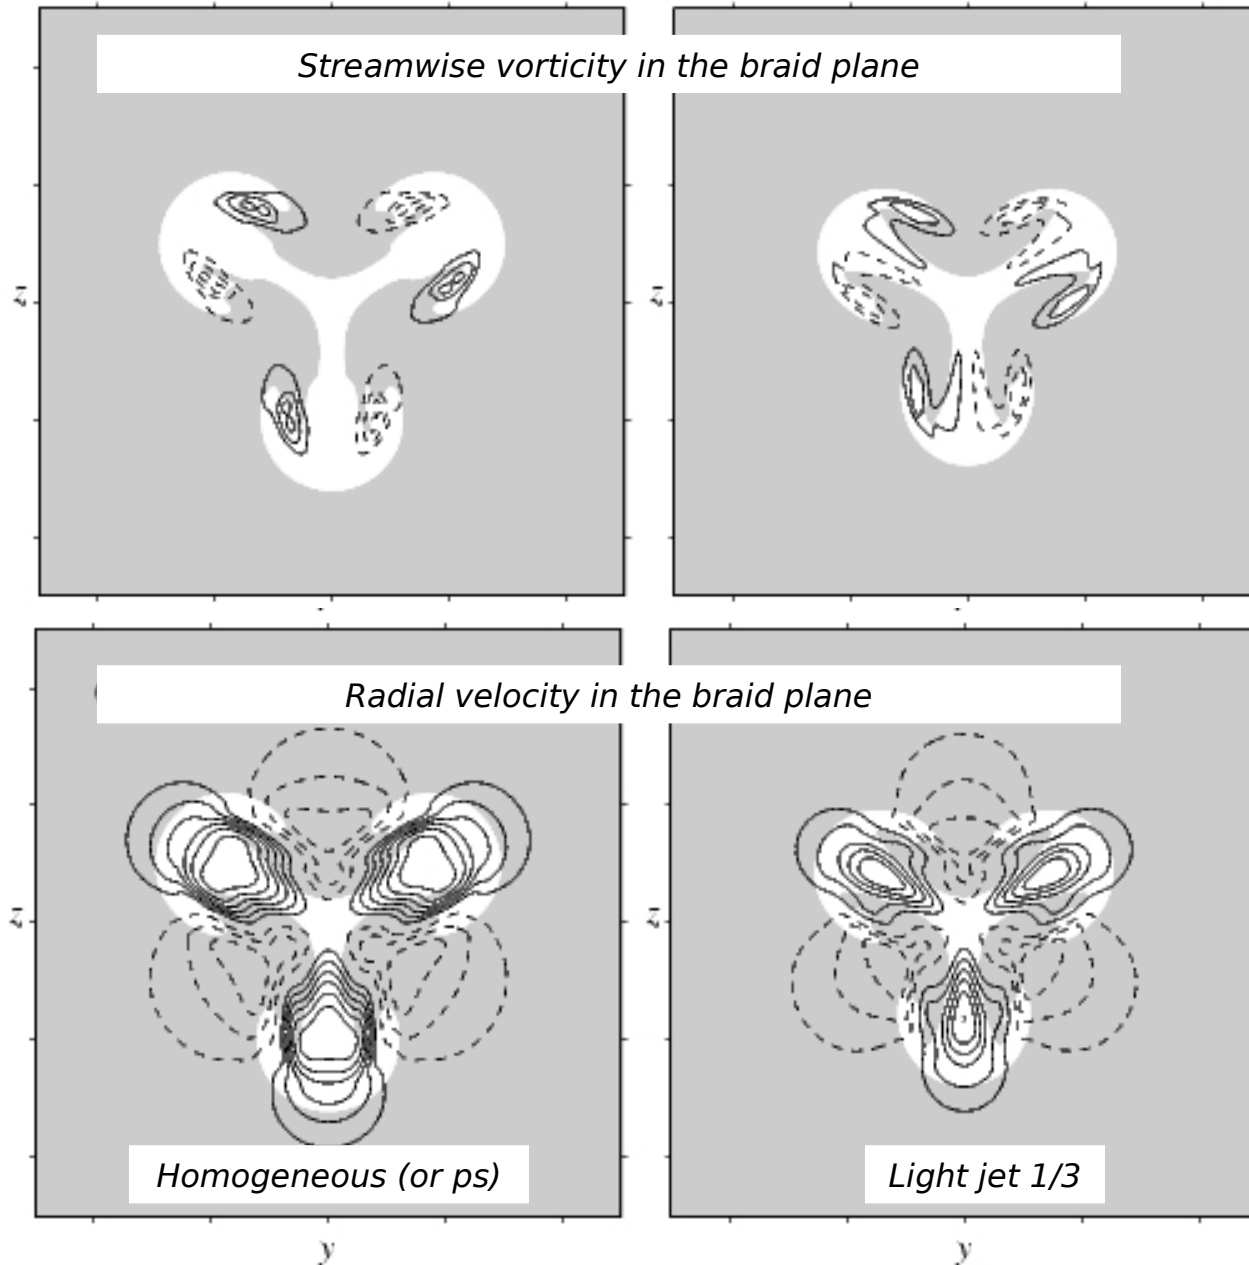 Streamwise vorticity in the braid plane
z
z
Radial velocity in the braid plane
z
z
Homogeneous (or ps)
Light jet 1/3
y
y